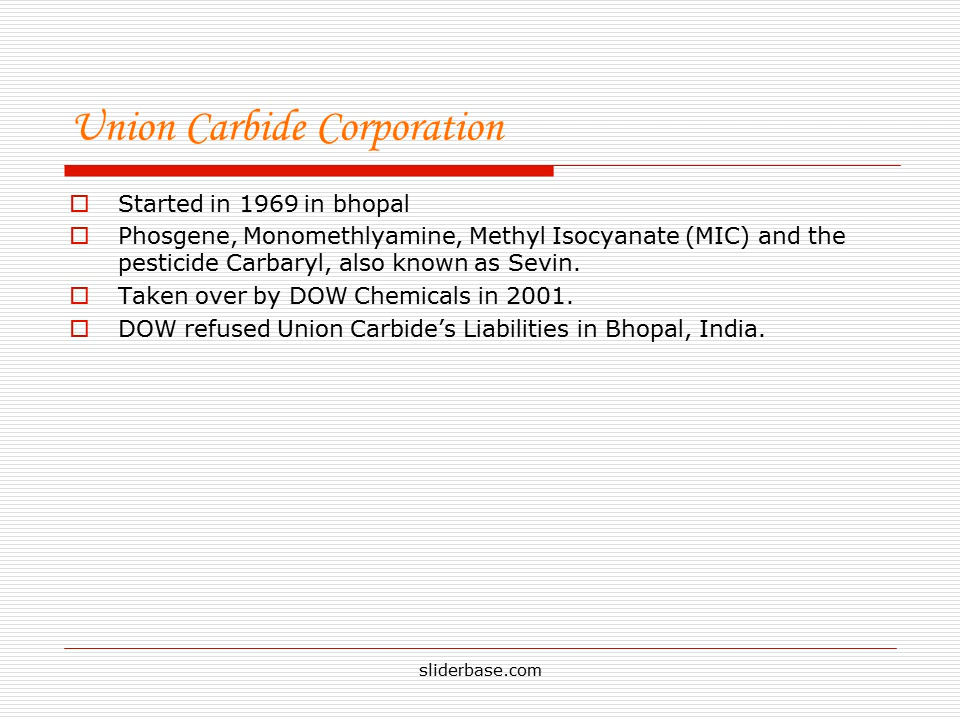 Union Carbide Corporation
Started in 1969 in bhopal
Phosgene, Monomethlyamine, Methyl Isocyanate (MIC) and the
pesticide Carbaryl, also known as Sevin.
Taken over by DOW Chemicals in 2001.
DOW refused Union Carbide’s Liabilities in Bhopal, India.
sliderbase.com